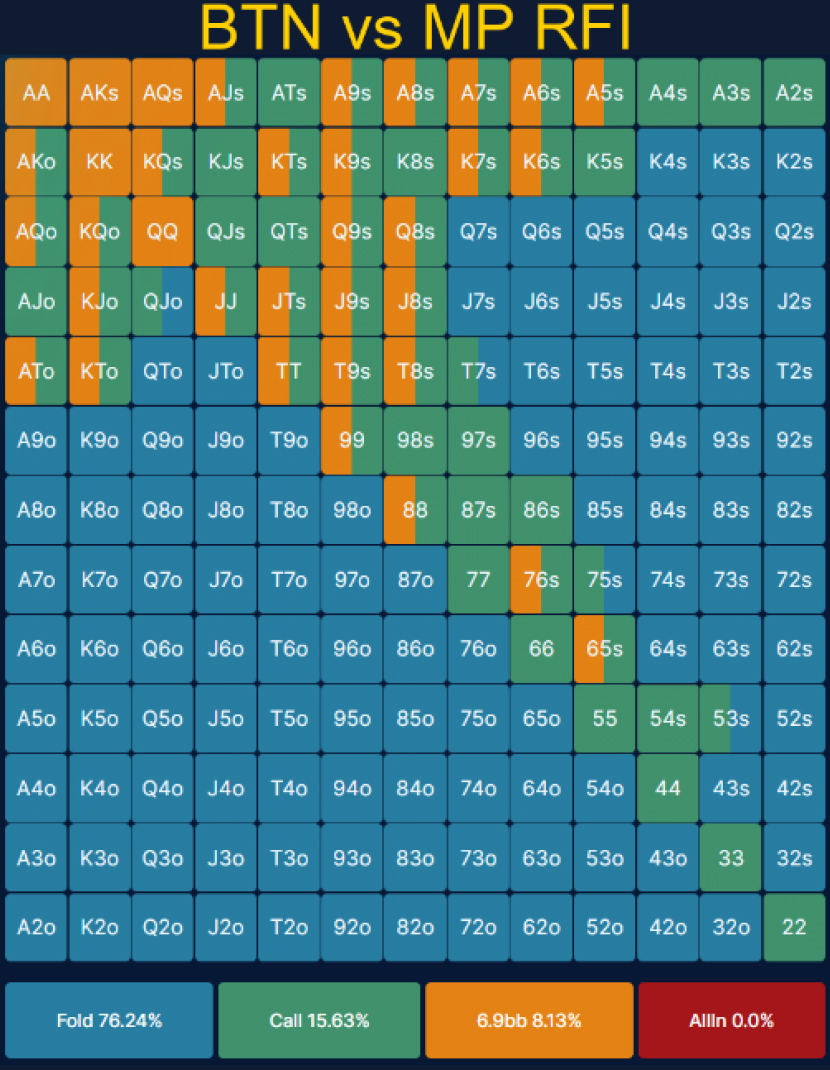 BTN vs MP RFI
AA AKs AQs AJs ATs A9s A8s A7s A6s A5s A4s A3s A2s
AKo KK KQs KJs KTs K9s K8s K7s K6s K5s K4s K3s K2s
AQo KQo QQ QJs QTs Q9s Q8s Q7s Q6s Q5s Q4s Q3s Q2s
AJo KJo QJo JJ JTs J9s J8s J7s J6s J5s J4s J3s J2s
ATo KTo QTo JTo TT T9s T8s T7s T6s T5s T4s T3s T2s
A9o K9o Q9o J9o T9o 99 98s 97s 96s 95s 94s 93s 92s
A8o K8o Q8o J8o T8o 98o 88 87s 86s 85s 84s 83s 82s
A7o K7o Q7o J7o T7o 97o 87o 77 76s 75s 74s 73s 72s
A6o K6o Q6o J6o T6o 96o 86o 76o 66 65s 64s 63s 62s
A5o K5o Q5o J5o T5o 95o 85o 75o 65o 55 54s 53s 52s
A4o K4o Q4o J4o T4o 94o 84o 74o 64o 54o 44 43s 42s
A3o K3o Q3o J3o T3o 93o 83o 73o 63o 53o 43o 33 32s
A2o K2o Q2o J2o T2o 92o 82o 72o 62o 52o 42o 32o 22
Fold 76.24% Call 15.63% 6.9bb 8.13% AllIn 0.0%